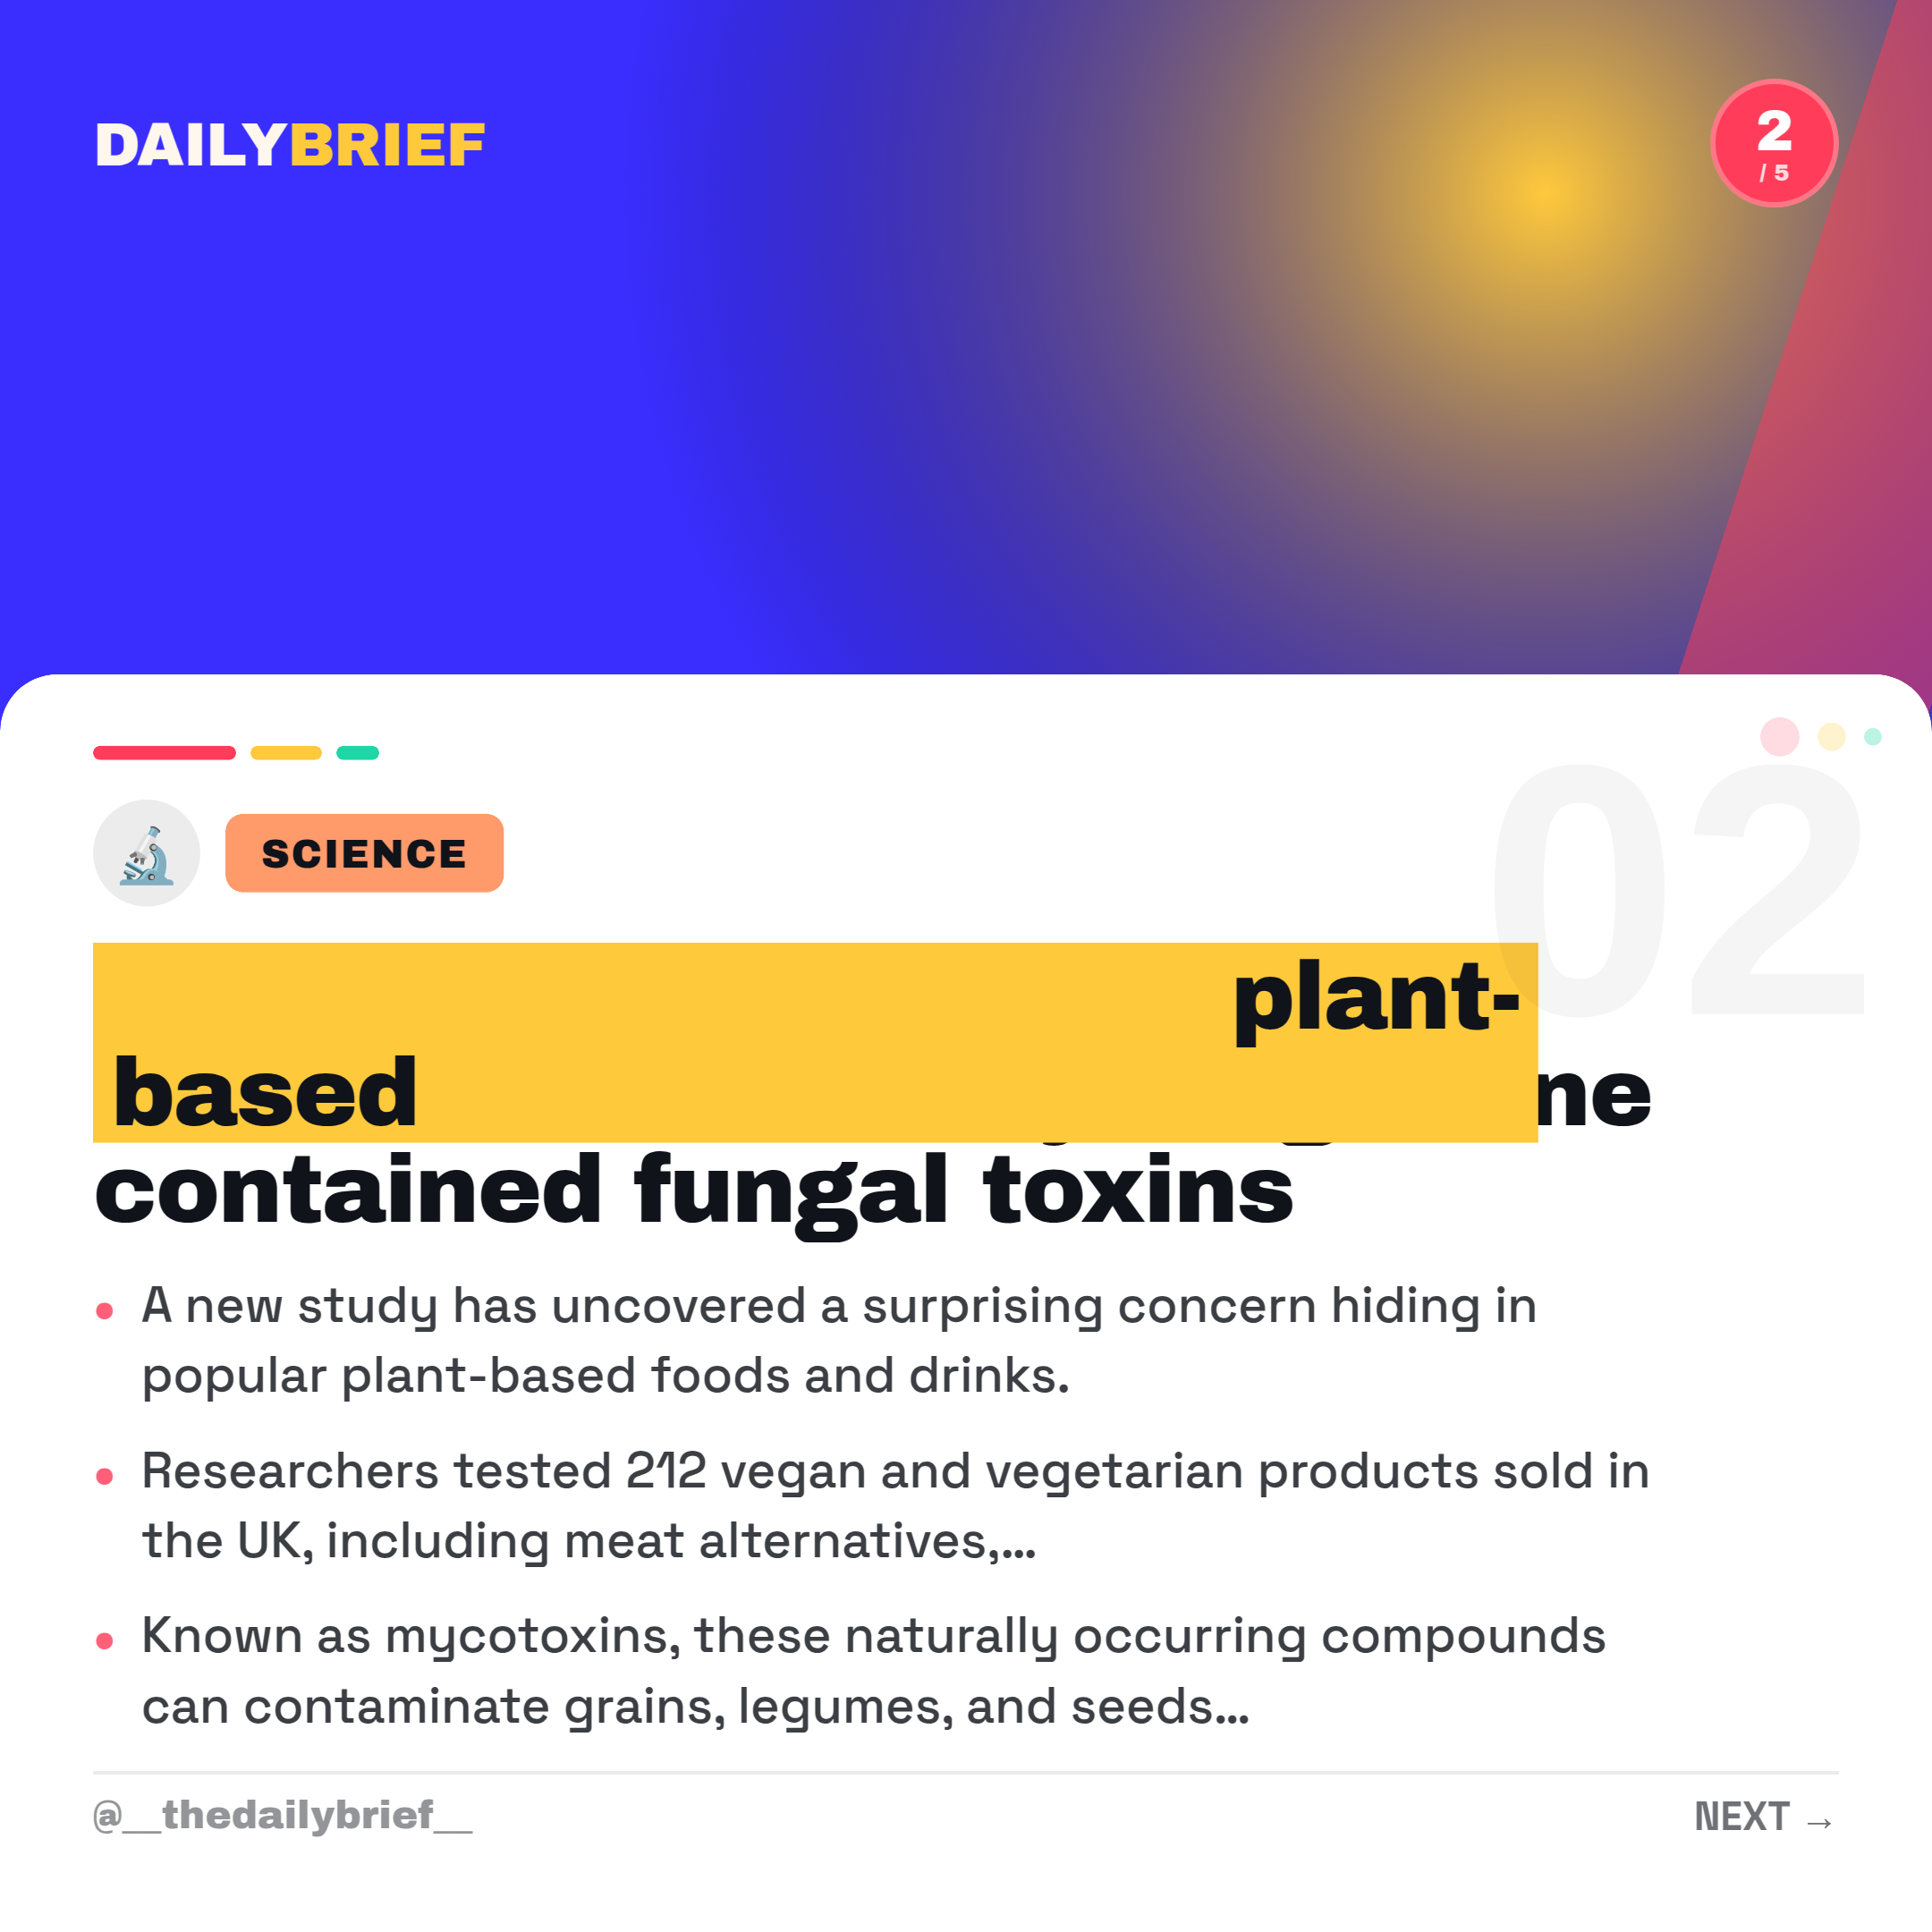 DAILYBRIEF
2
/ 5
02
SCIENCE
plant-
based ne
contained fungal toxins
• A new study has uncovered a surprising concern hiding in
popular plant-based foods and drinks.
• Researchers tested 212 vegan and vegetarian products sold in
the UK, including meat alternatives,...
• Known as mycotoxins, these naturally occurring compounds
can contaminate grains, legumes, and seeds...
@__thedailybrief__
NEXT →